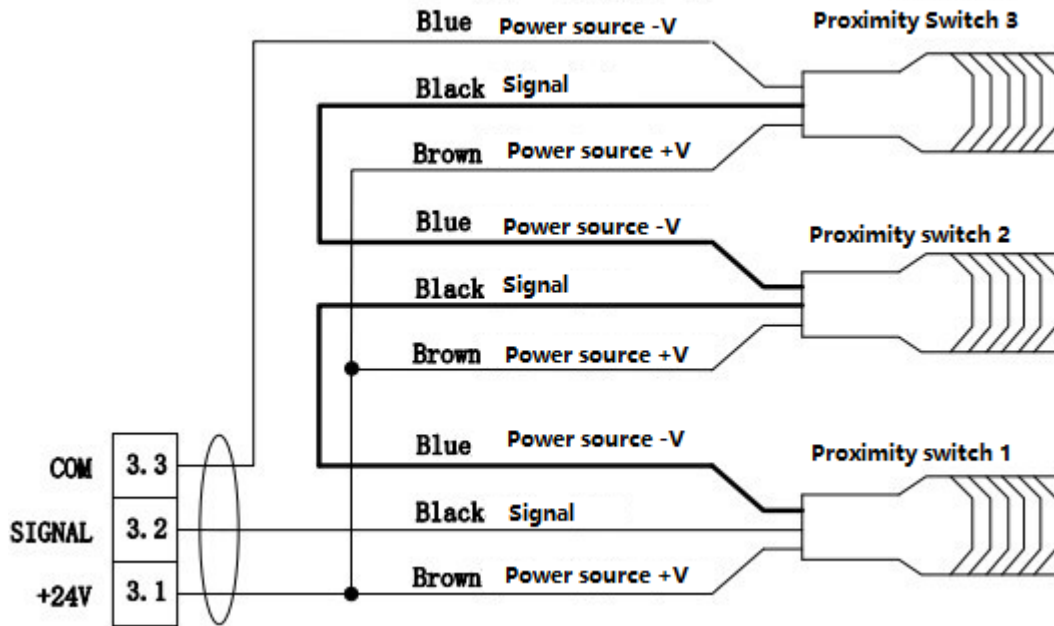 Blue Power source -V Proximity Switch 3
Black Signal
Brown Power source +V
Blue Power source -V Proximity switch 2
Black Signal
Brown Power source +V
Blue Power source -V Proximity switch 1
COM 3.3
Black Signal
SIGNAL 3.2
Brown Power source +V
+24V 3.1